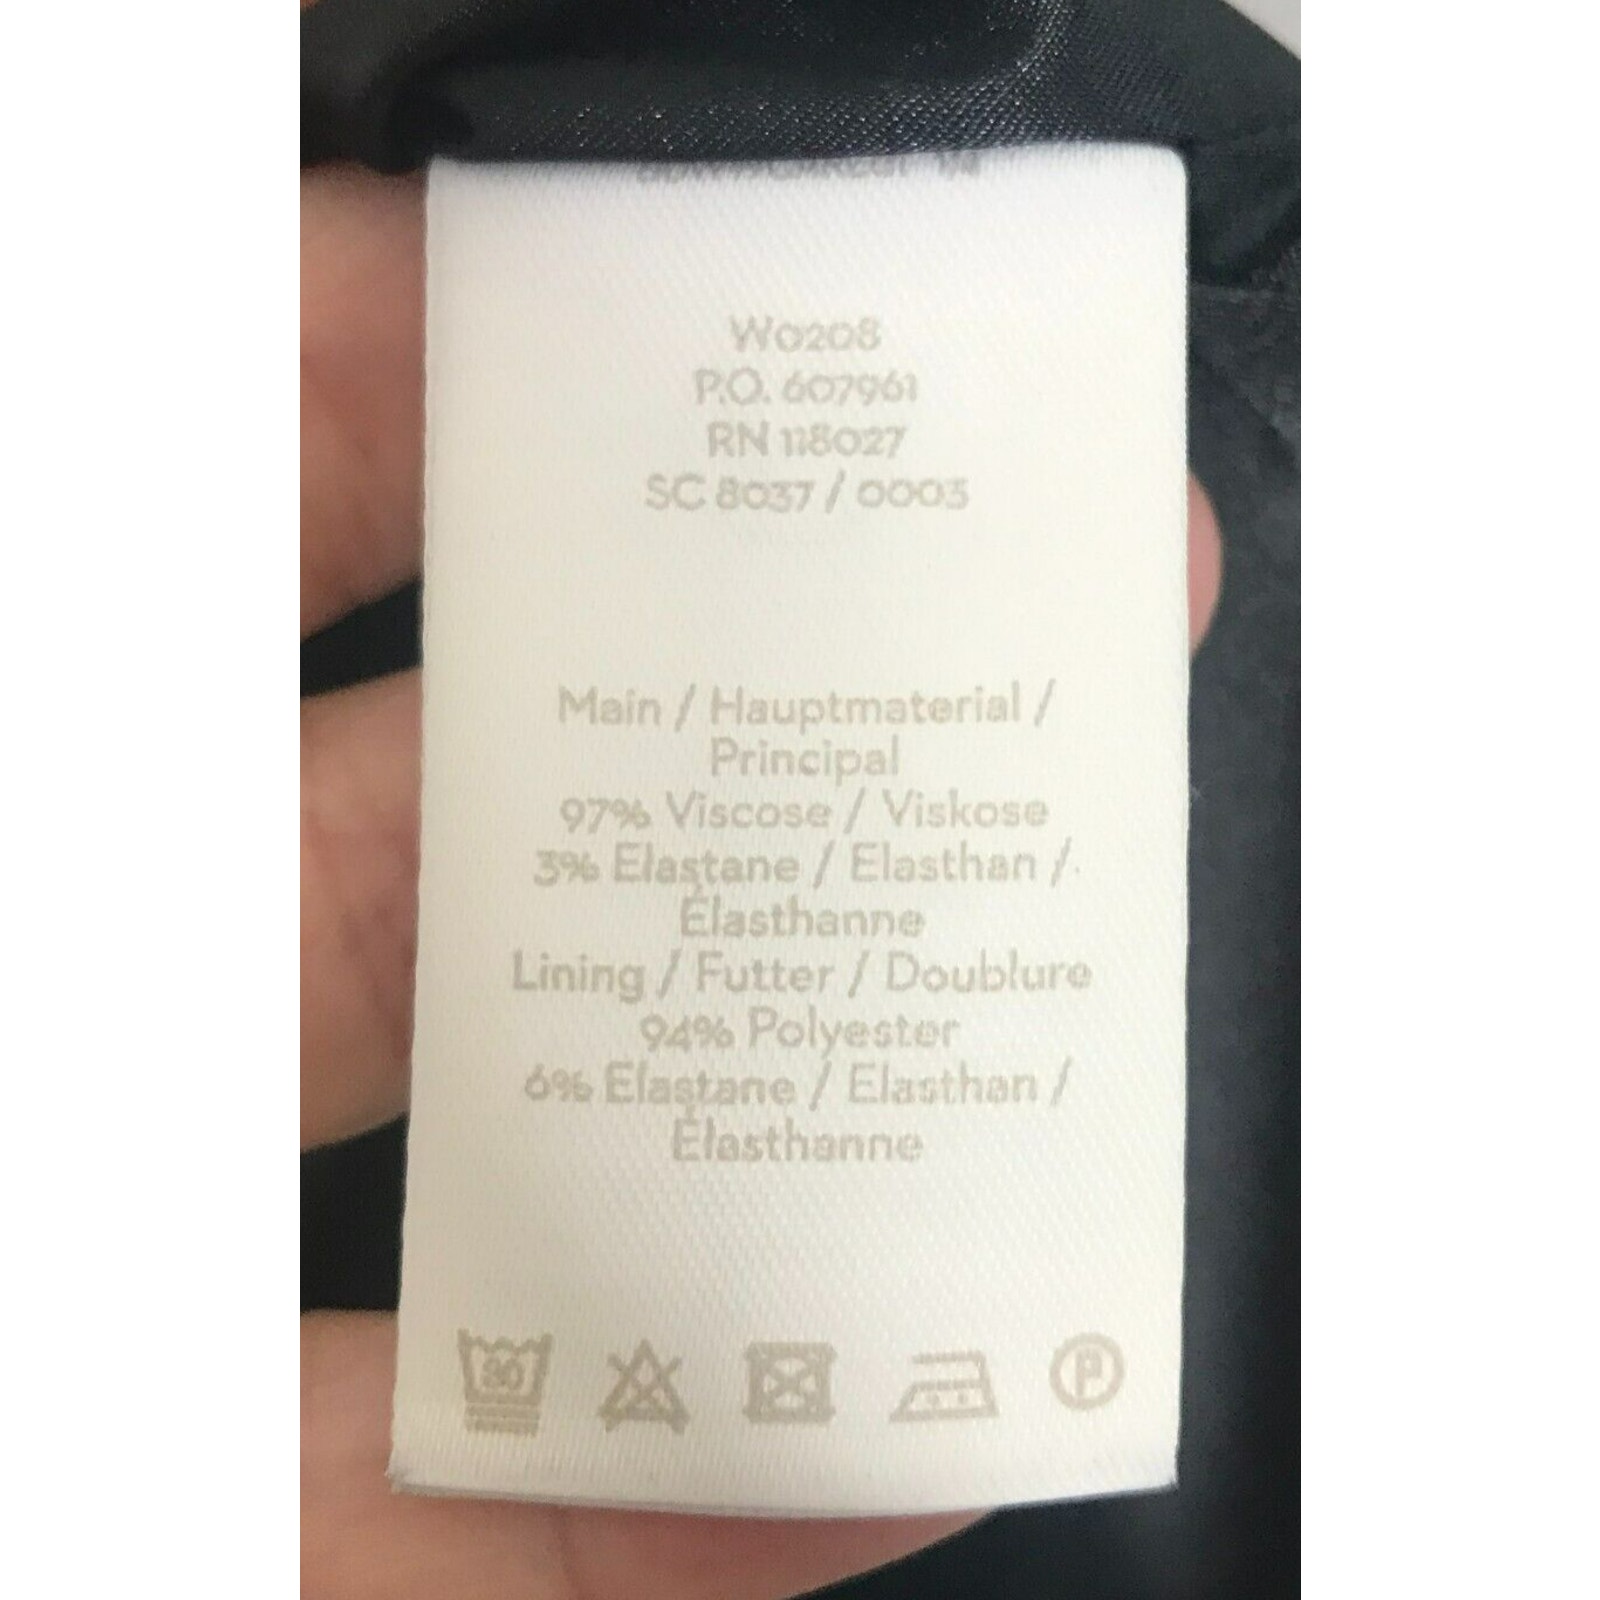 W0208
P.O. 607961
RN 118027
SC 8037 / 0003
Main / Hauptmaterial /
Principal
97% Viscose / Viskose
3% Elastane / Elasthan /
Élasthanne
Lining / Futter / Doublure
94% Polyester
6% Elastane / Elasthan /
Élasthanne
30
P